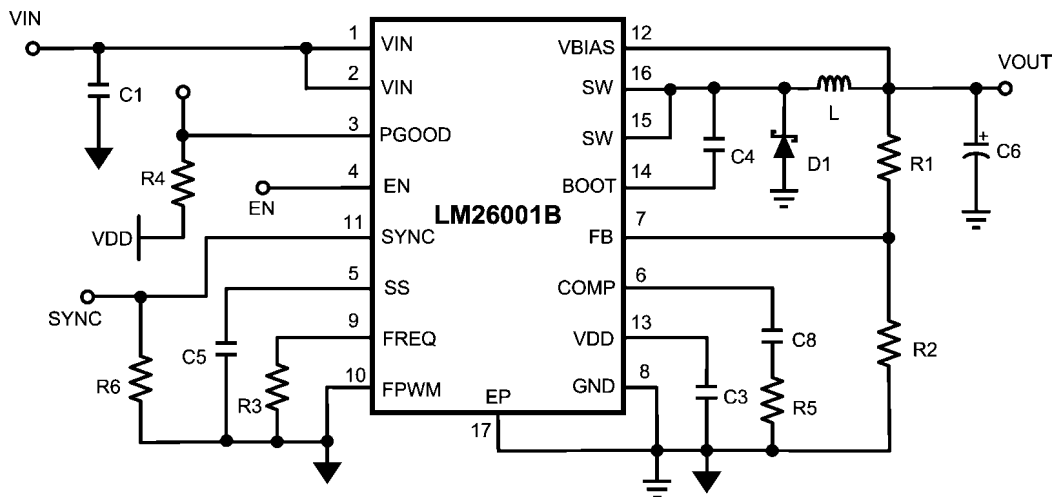 VIN
C1
R4
VDD
EN
SYNC
R6
C5
R3
1 VIN
2 VIN
3 PGOOD
4 EN
11 SYNC
5 SS
9 FREQ
10 FPWM
LM26001B
EP
17
VBIAS 12
SW 16
SW 15
BOOT 14
FB 7
COMP 6
VDD 13
GND 8
C4
D1
L
VOUT
R1
C6
+
C8
R2
C3
R5